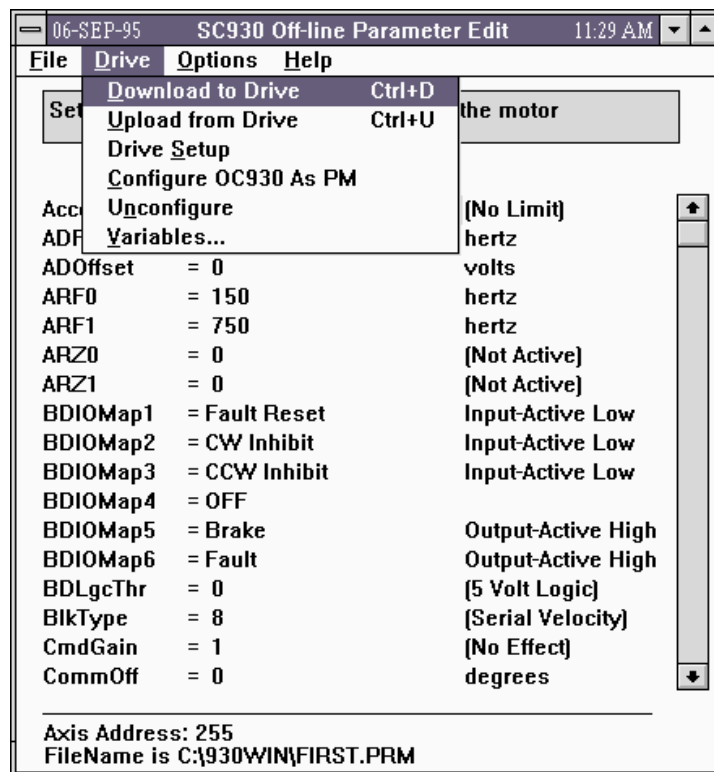 06-SEP-95 SC930 Off-line Parameter Edit 11:29 AM
File Drive Options Help
Download to Drive Ctrl+D
Upload from Drive Ctrl+U
Drive Setup
Configure OC930 As PM
Unconfigure
Variables...
Set the motor
(No Limit)
hertz
ADOffset = 0 volts
ARF0 = 150 hertz
ARF1 = 750 hertz
ARZ0 = 0 (Not Active)
ARZ1 = 0 (Not Active)
BDIOMap1 = Fault Reset Input-Active Low
BDIOMap2 = CW Inhibit Input-Active Low
BDIOMap3 = CCW Inhibit Input-Active Low
BDIOMap4 = OFF
BDIOMap5 = Brake Output-Active High
BDIOMap6 = Fault Output-Active High
BDLgcThr = 0 (5 Volt Logic)
BlkType = 8 (Serial Velocity)
CmdGain = 1 (No Effect)
CommOff = 0 degrees
Axis Address: 255
FileName is C:\930WIN\FIRST.PRM